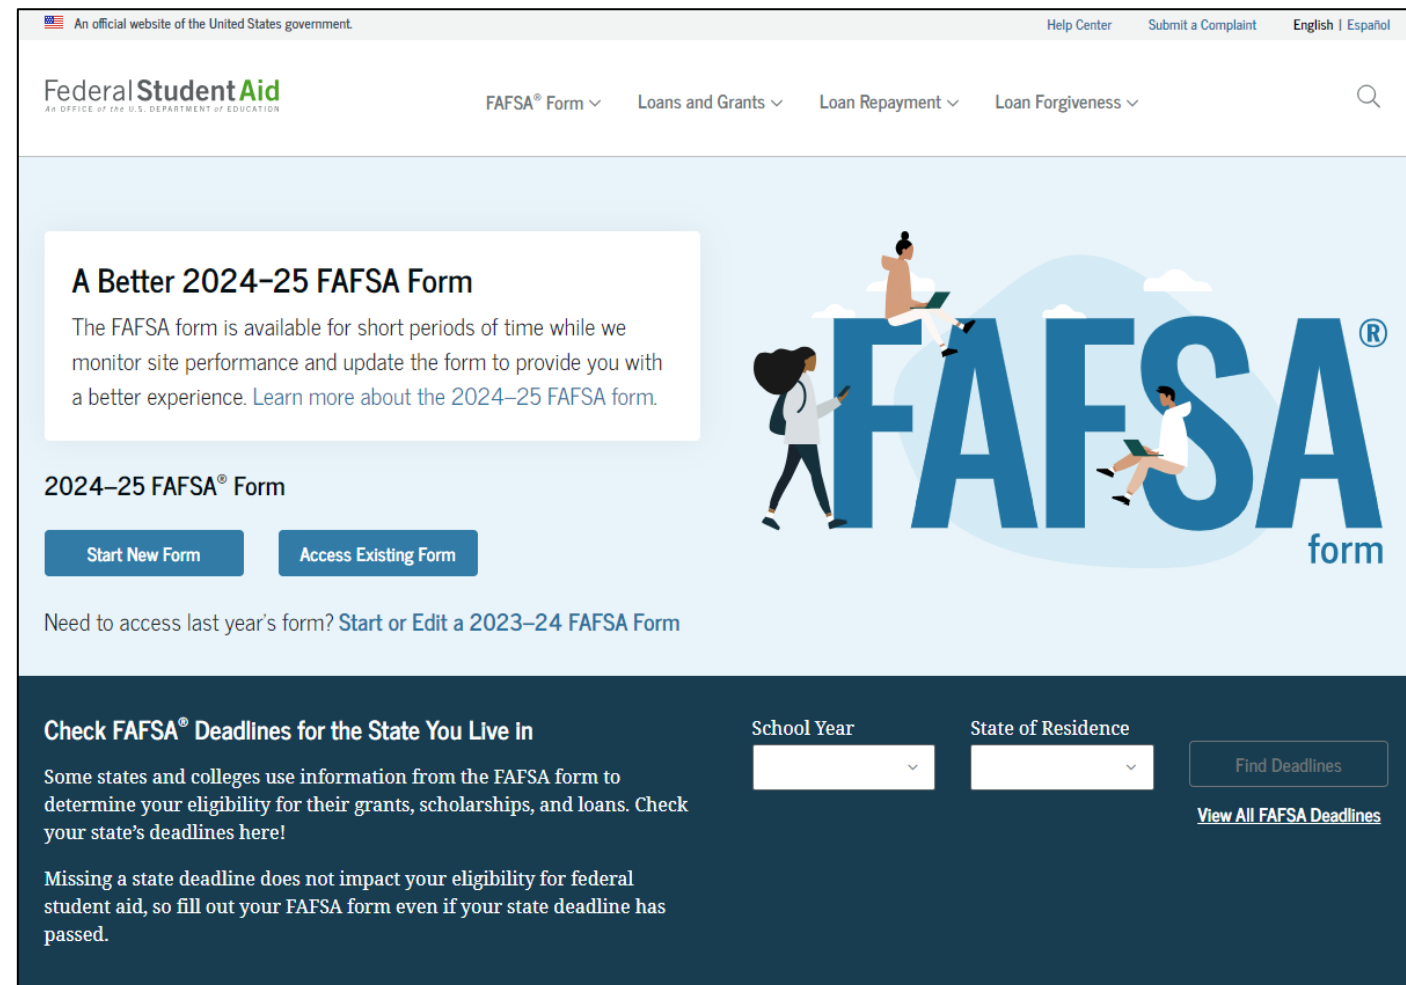 An official website of the United States government.
Help Center Submit a Complaint English | Español
Federal Student Aid
An OFFICE of the U.S. DEPARTMENT of EDUCATION
FAFSA® Form Loans and Grants Loan Repayment Loan Forgiveness
A Better 2024–25 FAFSA Form
The FAFSA form is available for short periods of time while we
monitor site performance and update the form to provide you with
a better experience. Learn more about the 2024–25 FAFSA form.
FAFSA®
form
2024–25 FAFSA® Form
Start New Form Access Existing Form
Need to access last year's form? Start or Edit a 2023–24 FAFSA Form
Check FAFSA® Deadlines for the State You Live in
Some states and colleges use information from the FAFSA form to
determine your eligibility for their grants, scholarships, and loans. Check
your state’s deadlines here!
Missing a state deadline does not impact your eligibility for federal
student aid, so fill out your FAFSA form even if your state deadline has
passed.
School Year State of Residence
Find Deadlines
View All FAFSA Deadlines